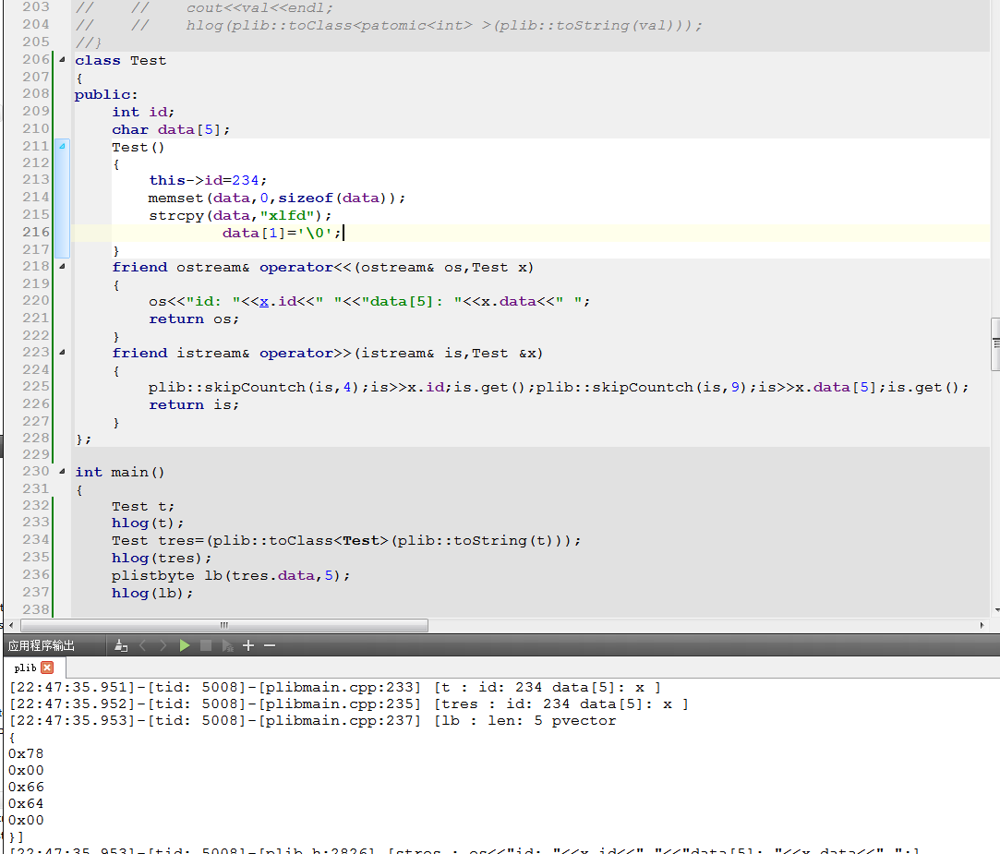 203 //    //    cout<<val<<endl;
204 //    //    hlog(plib::toClass<patomic<int> >(plib::toString(val)));
205 //}
206 class Test
207 {
208 public:
209     int id;
210     char data[5];
211     Test()
212     {
213         this->id=234;
214         memset(data,0,sizeof(data));
215         strcpy(data,"xlfd");
216                 data[1]='\0';
217     }
218     friend ostream& operator<<(ostream& os,Test x)
219     {
220         os<<"id: "<<x.id<<" "<<"data[5]: "<<x.data<<" ";
221         return os;
222     }
223     friend istream& operator>>(istream& is,Test &x)
224     {
225         plib::skipCountch(is,4);is>>x.id;is.get();plib::skipCountch(is,9);is>>x.data[5];is.get();
226         return is;
227     }
228 };
229
230 int main()
231 {
232     Test t;
233     hlog(t);
234     Test tres=(plib::toClass<Test>(plib::toString(t)));
235     hlog(tres);
236     plistbyte lb(tres.data,5);
237     hlog(lb);
238
应用程序输出
plib
[22:47:35.951]-[tid: 5008]-[plibmain.cpp:233] [t : id: 234 data[5]: x ]
[22:47:35.952]-[tid: 5008]-[plibmain.cpp:235] [tres : id: 234 data[5]: x ]
[22:47:35.953]-[tid: 5008]-[plibmain.cpp:237] [lb : len: 5 pvector
{
0x78
0x00
0x66
0x64
0x00
}]
[22:47:35.953]-[tid: 5008]-[plib.h:2826] [stres : os<<"id: "<<x.id<<" "<<"data[5]: "<<x.data<<" ";]